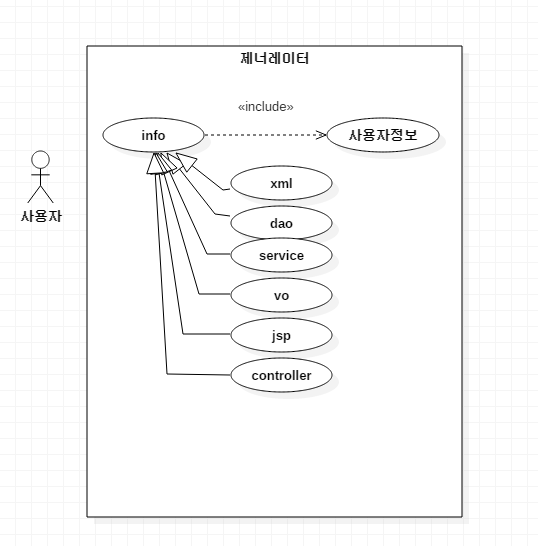 제너레이터
«include»
info
사용자정보
xml
사용자
dao
service
vo
jsp
controller